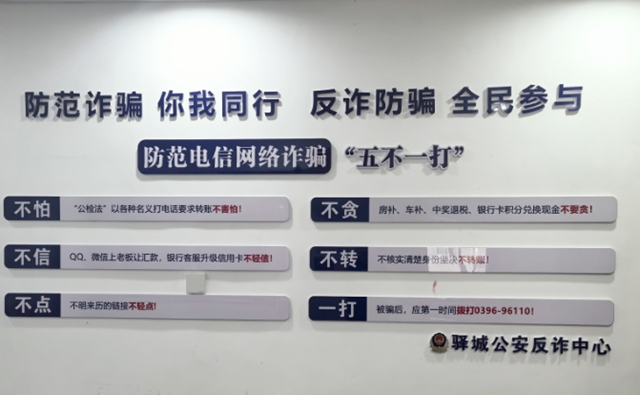 防范诈骗 你我同行 反诈防骗 全民参与
防范电信网络诈骗 “五不一打”
不怕 “公检法”以各种名义打电话要求转账不害怕！
不信 QQ、微信上老板让汇款，银行客服升级信用卡不轻信！
不点 不明来历的链接不轻点！
不贪 房补、车补、中奖退税、银行卡积分兑换现金不要贪！
不转 不核实清楚身份坚决不转账！
一打 被骗后，应第一时间拨打0396-96110！
驿城公安反诈中心